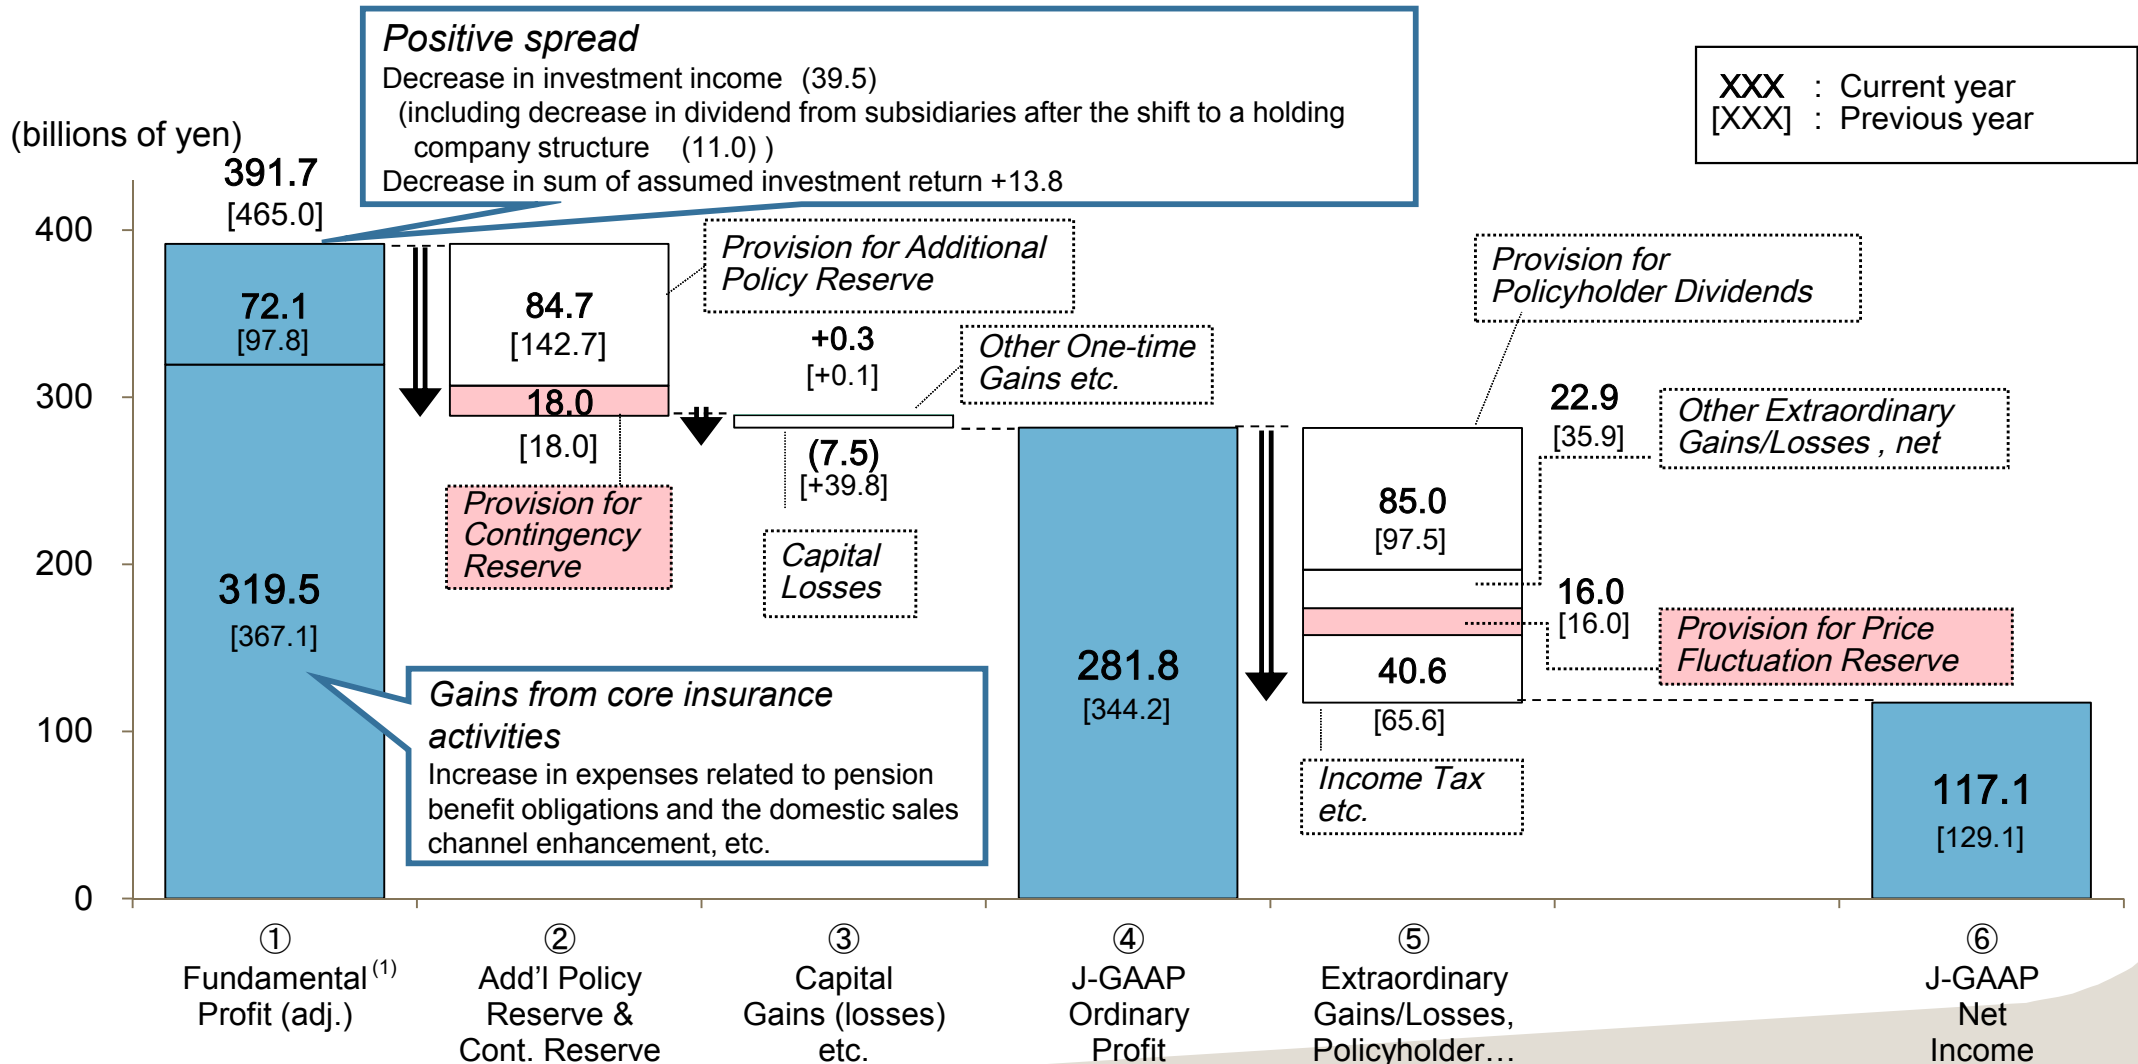 Positive spread
Decrease in investment income (39.5)
(including decrease in dividend from subsidiaries after the shift to a holding
company structure (11.0) )
Decrease in sum of assumed investment return +13.8
XXX : Current year
[XXX] : Previous year
(billions of yen)
391.7
[465.0]
400
300
200
100
0
72.1
[97.8]
319.5
[367.1]
84.7
[142.7]
18.0
[18.0]
Provision for Additional
Policy Reserve
Provision for
Contingency
Reserve
+0.3
[+0.1]
Other One-time
Gains etc.
(7.5)
[+39.8]
Capital
Losses
281.8
[344.2]
Provision for
Policyholder Dividends
22.9
[35.9]
Other Extraordinary
Gains/Losses , net
85.0
[97.5]
16.0
[16.0]
Provision for Price
Fluctuation Reserve
40.6
[65.6]
Income Tax
etc.
117.1
[129.1]
Gains from core insurance
activities
Increase in expenses related to pension
benefit obligations and the domestic sales
channel enhancement, etc.
①
Fundamental (1)
Profit (adj.)
②
Add’l Policy
Reserve &
Cont. Reserve
③
Capital
Gains (losses)
etc.
④
J-GAAP
Ordinary
Profit
⑤
Extraordinary
Gains/Losses,
Policyholder…
⑥
J-GAAP
Net
Income